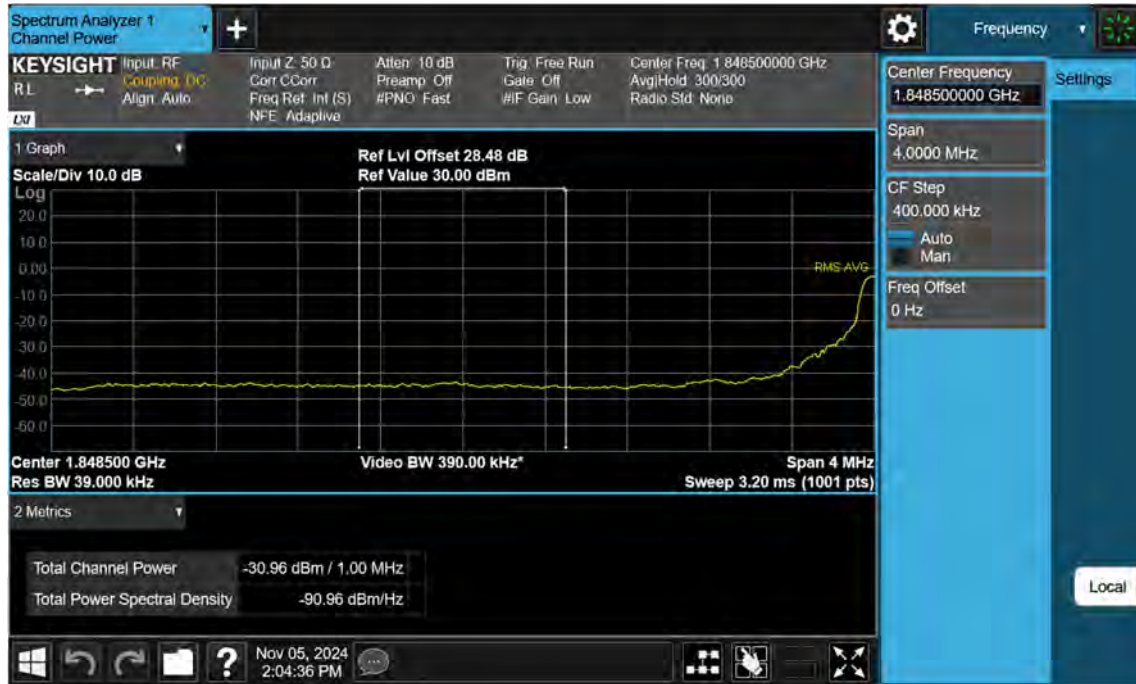 Spectrum Analyzer 1
Channel Power
Frequency
KEYSIGHT
RL
LXI
Input: RF
Coupling: DC
Align: Auto
Input Z: 50 Ω
Corr CCorr
Freq Ref: Int (S)
NFE: Adaptive
Atten: 10 dB
Preamp: Off
#PNO: Fast
Trig: Free Run
Gate: Off
#IF Gain: Low
Center Freq: 1.848500000 GHz
Avg|Hold: 300/300
Radio Std: None
Center Frequency
1.848500000 GHz
Settings
Span
4.0000 MHz
CF Step
400.000 kHz
Auto
Man
Freq Offset
0 Hz
Local
1 Graph
Scale/Div 10.0 dB
Ref Lvl Offset 28.48 dB
Ref Value 30.00 dBm
Log
20.0
10.0
0.00
RMS AVG
-10.0
-20.0
-30.0
-40.0
-50.0
-60.0
Center 1.848500 GHz
Video BW 390.00 kHz*
Span 4 MHz
Res BW 39.000 kHz
Sweep 3.20 ms (1001 pts)
2 Metrics
Total Channel Power
-30.96 dBm / 1.00 MHz
Total Power Spectral Density
-90.96 dBm/Hz
?
Nov 05, 2024
2:04:36 PM